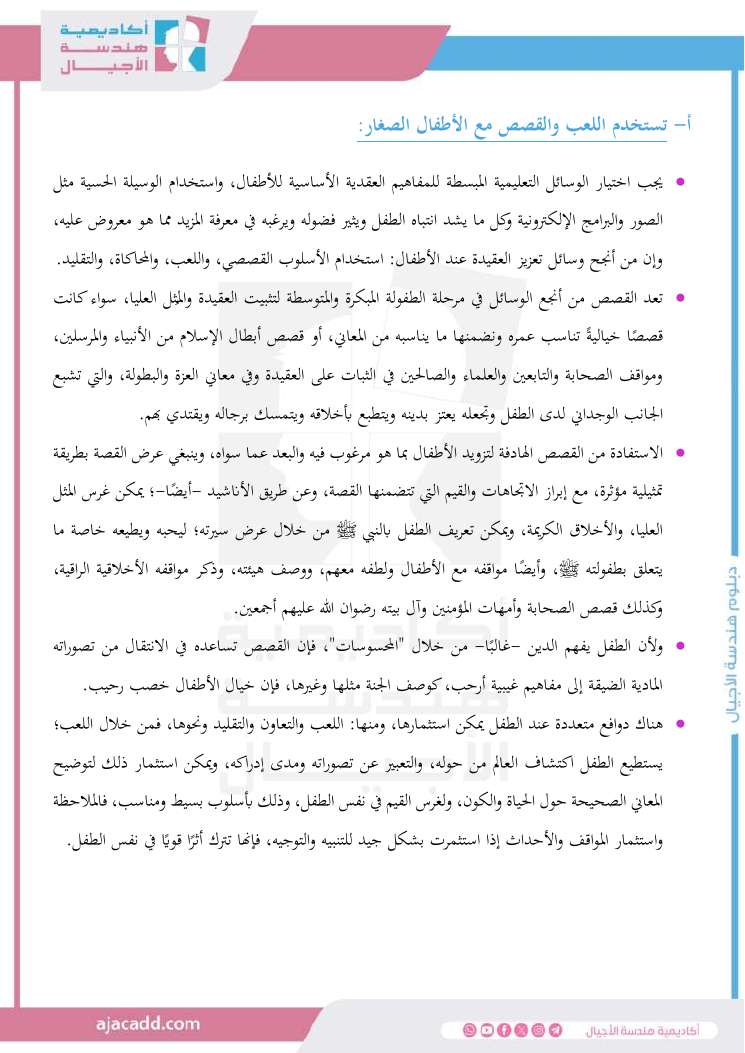 أكاديمية
هندسة
الأجيال
أ- تستخدم اللعب والقصص مع الأطفال الصغار:
• يجب اختيار الوسائل التعليمية المبسطة للمفاهيم العقدية الأساسية للأطفال، واستخدام الوسيلة الحسية مثل
الصور والبرامج الإلكترونية وكل ما يشد انتباه الطفل ويثير فضوله ويرغبه في معرفة المزيد مما هو معروض عليه،
وإن من أنجح وسائل تعزيز العقيدة عند الأطفال: استخدام الأسلوب القصصي، واللعب، والمحاكاة، والتقليد.
• تعد القصص من أنجع الوسائل في مرحلة الطفولة المبكرة والمتوسطة لتثبيت العقيدة والمثل العليا، سواء كانت
قصصًا خياليةً تناسب عمره ونضمنها ما يناسبه من المعاني، أو قصص أبطال الإسلام من الأنبياء والمرسلين،
ومواقف الصحابة والتابعين والعلماء والصالحين في الثبات على العقيدة وفي معاني العزة والبطولة، والتي تشبع
الجانب الوجداني لدى الطفل وتجعله يعتز بدينه ويتطبع بأخلاقه ويتمسك برجاله ويقتدي بهم.
• الاستفادة من القصص الهادفة لتزويد الأطفال بما هو مرغوب فيه والبعد عما سواه، وينبغي عرض القصة بطريقة
تمثيلية مؤثرة، مع إبراز الاتجاهات والقيم التي تتضمنها القصة، وعن طريق الأناشيد -أيضًا-؛ يمكن غرس المثل
العليا، والأخلاق الكريمة، ويمكن تعريف الطفل بالنبي ﷺ من خلال عرض سيرته؛ ليحبه ويطيعه خاصة ما
يتعلق بطفولته ﷺ، وأيضًا مواقفه مع الأطفال ولطفه معهم، ووصف هيئته، وذكر مواقفه الأخلاقية الراقية،
وكذلك قصص الصحابة وأمهات المؤمنين وآل بيته رضوان الله عليهم أجمعين.
• ولأن الطفل يفهم الدين -غالبًا- من خلال "المحسوسات"، فإن القصص تساعده في الانتقال من تصوراته
المادية الضيقة إلى مفاهيم غيبية أرحب، كوصف الجنة مثلها وغيرها، فإن خيال الأطفال خصب رحيب.
• هناك دوافع متعددة عند الطفل يمكن استثمارها، ومنها: اللعب والتعاون والتقليد ونحوها، فمن خلال اللعب؛
يستطيع الطفل اكتشاف العالم من حوله، والتعبير عن تصوراته ومدى إدراكه، ويمكن استثمار ذلك لتوضيح
المعاني الصحيحة حول الحياة والكون، ولغرس القيم في نفس الطفل، وذلك بأسلوب بسيط ومناسب، فالملاحظة
واستثمار المواقف والأحداث إذا استثمرت بشكل جيد للتنبيه والتوجيه، فإنها تترك أثرًا قويًا في نفس الطفل.
أكاديمية
هندسة
الأجيال
دبلوم هندسة الأجيال
أكاديمية هندسة الأجيال
ajacadd.com